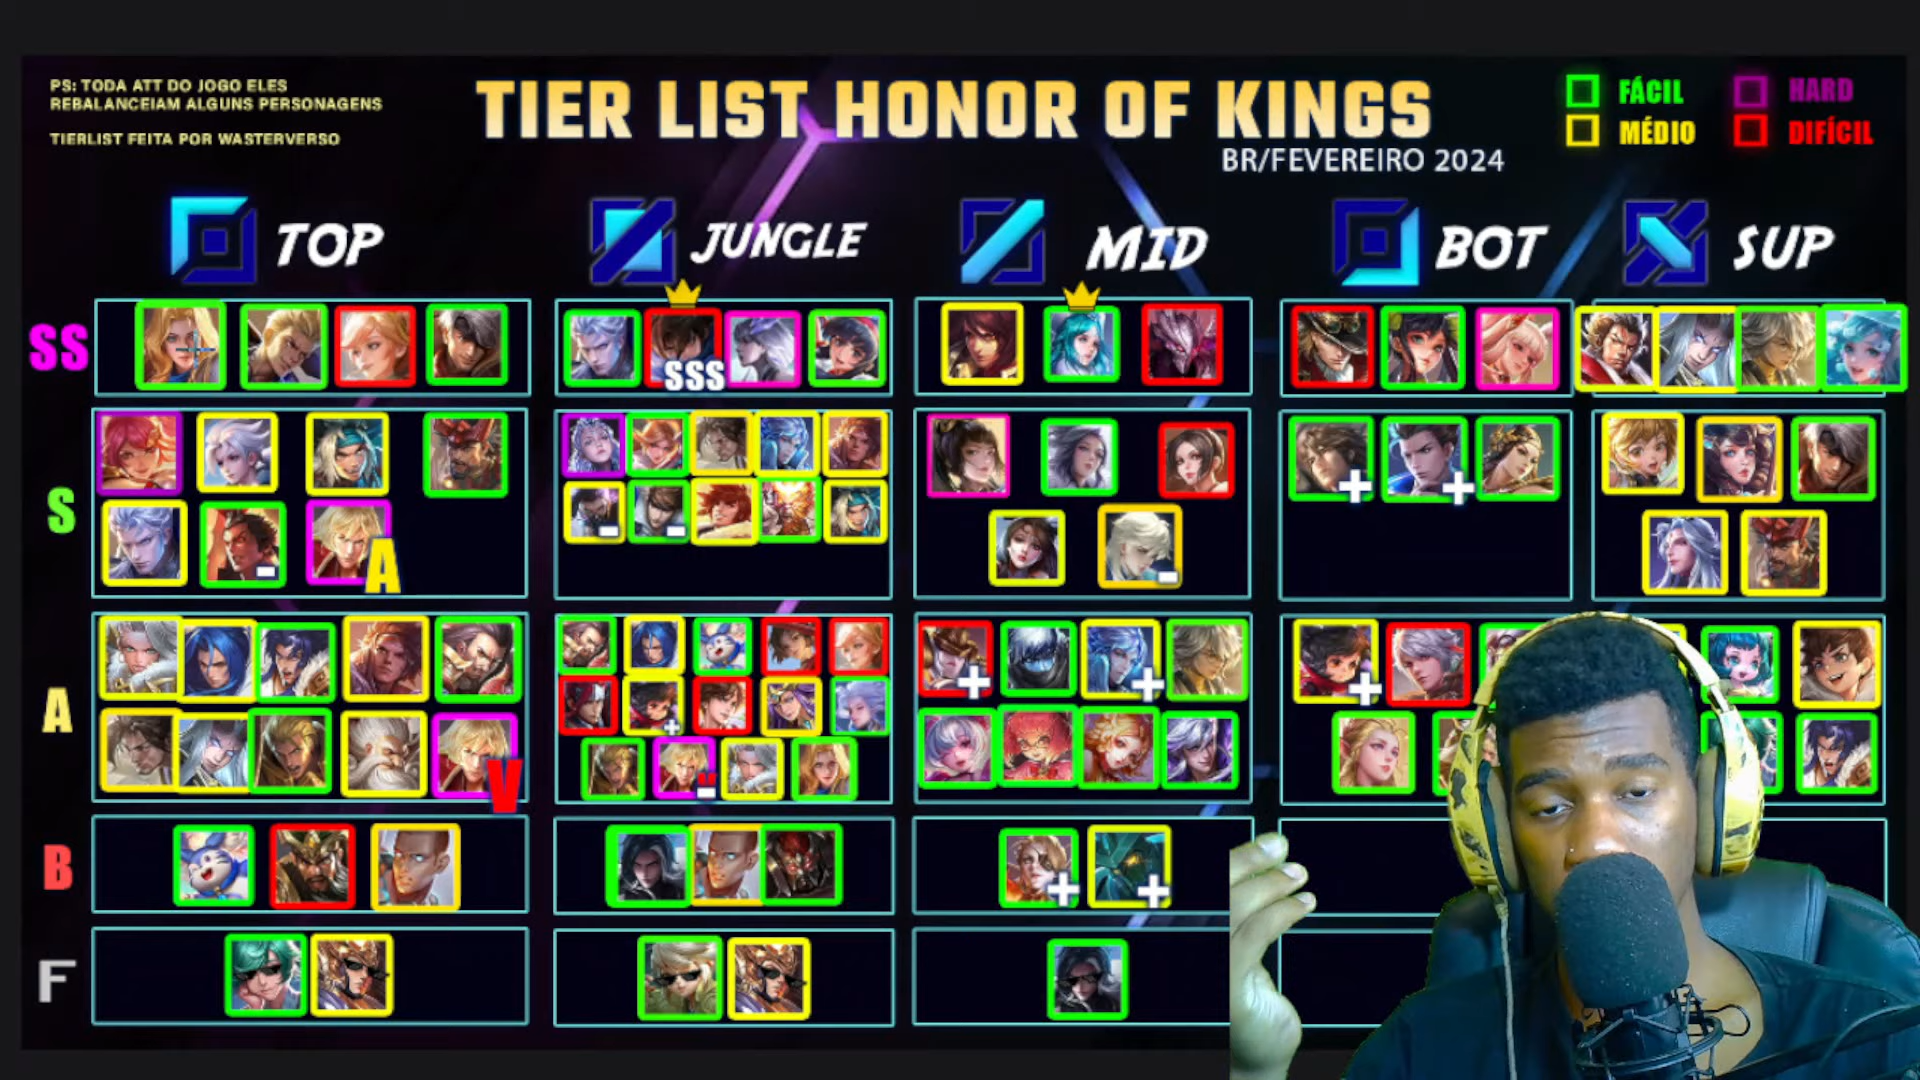 PS: TODA ATT DO JOGO ELES
REBALANCEIAM ALGUNS PERSONAGENS
TIERLIST FEITA POR WASTERVERSO
TIER LIST HONOR OF KINGS
BR/FEVEREIRO 2024
FÁCIL
HARD
MÉDIO
DIFÍCIL
TOP
JUNGLE
MID
BOT
SUP
SS
SSS
S
A
A
V
B
F